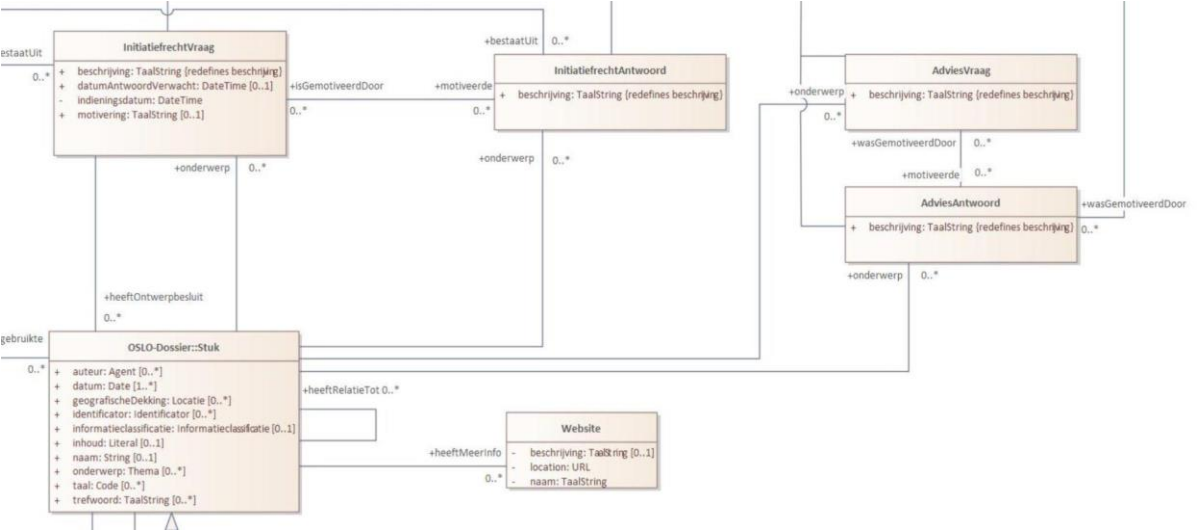 estaatUit
0..*
InitiatiefrechtVraag
+ beschrijving: TaalString {redefines beschrijving}
+ datumAntwoordVerwacht: DateTime [0..1]
- indieningsdatum: DateTime
+ motivering: TaalString [0..1]
+isGemotiveerdDoor
0..*
+motiveerde
0..*
+bestaatUit 0..*
InitiatiefrechtAntwoord
+ beschrijving: TaalString {redefines beschrijving}
+onderwerp 0..*
+onderwerp 0..*
+onderwerp
0..*
AdviesVraag
+ beschrijving: TaalString {redefines beschrijving}
+wasGemotiveerdDoor 0..*
+motiveerde 0..*
AdviesAntwoord
+ beschrijving: TaalString {redefines beschrijving}
+wasGemotiveerdDoor
0..*
+onderwerp 0..*
+heeftOntwerpbesluit
0..*
gebruikte
0..*
OSLO-Dossier::Stuk
+ auteur: Agent [0..*]
+ datum: Date [1..*]
+ geografischeDekking: Locatie [0..*]
+ identificator: Identificator [0..*]
+ informatieclassificatie: Informatieclassificatie [0..1]
+ inhoud: Literal [0..1]
+ naam: String [0..1]
+ onderwerp: Thema [0..*]
+ taal: Code [0..*]
+ trefwoord: TaalString [0..*]
+heeftRelatieTot 0..*
+heeftMeerInfo
0..*
Website
- beschrijving: TaalString [0..1]
- location: URL
- naam: TaalString